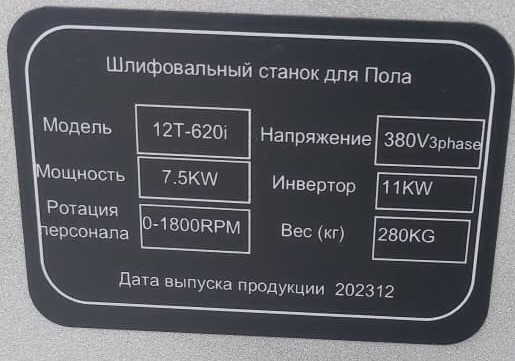 Шлифовальный станок для Пола
Модель 12T-620i Напряжение 380V3phase
Мощность 7.5KW Инвертор 11KW
Ротация
персонала 0-1800RPM Вес (кг) 280KG
Дата выпуска продукции 202312